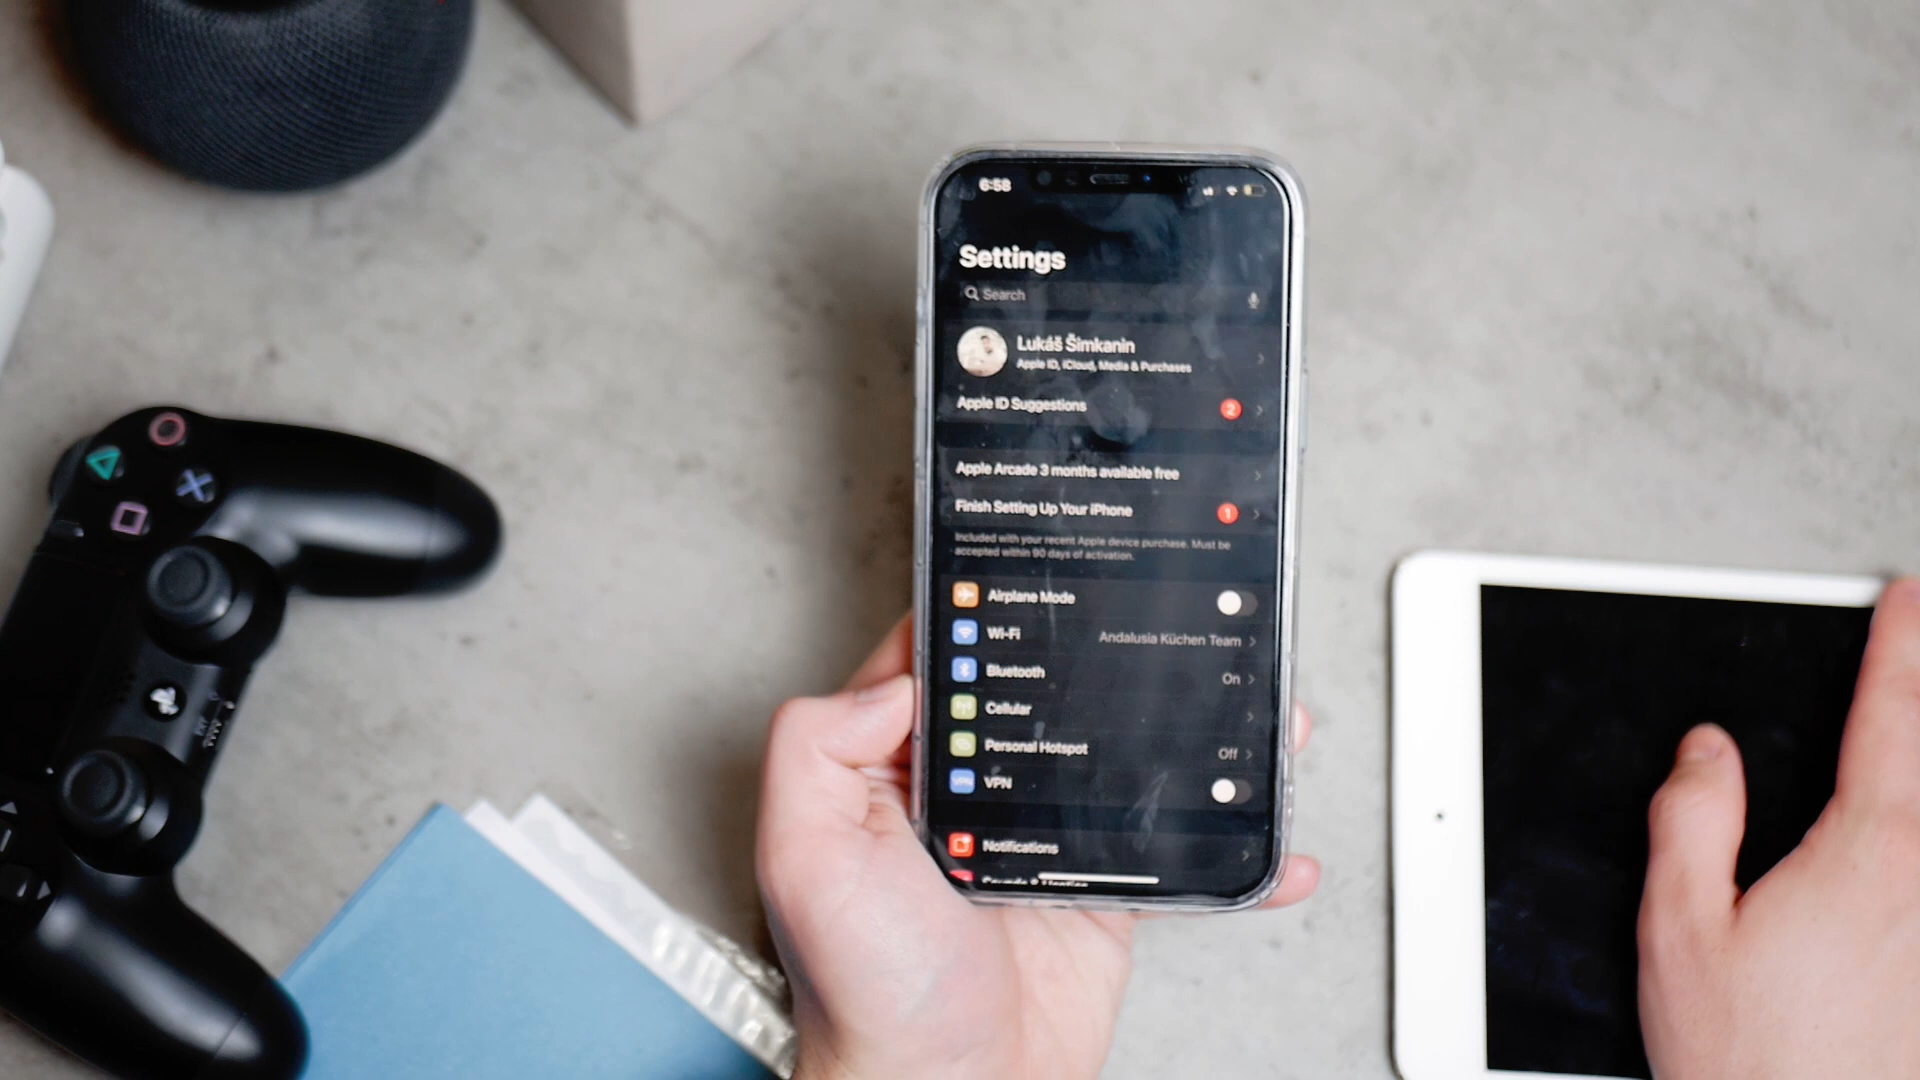 6:58
Settings
Search
Lukáš Šimkanin
Apple ID, iCloud, Media & Purchases
Apple ID Suggestions 2
Apple Arcade 3 months available free
Finish Setting Up Your iPhone 1
Included with your recent Apple device purchase. Must be
accepted within 90 days of activation.
Airplane Mode
Wi-Fi Andalusia Küchen Team
Bluetooth On
Cellular
Personal Hotspot Off
VPN VPN
Notifications